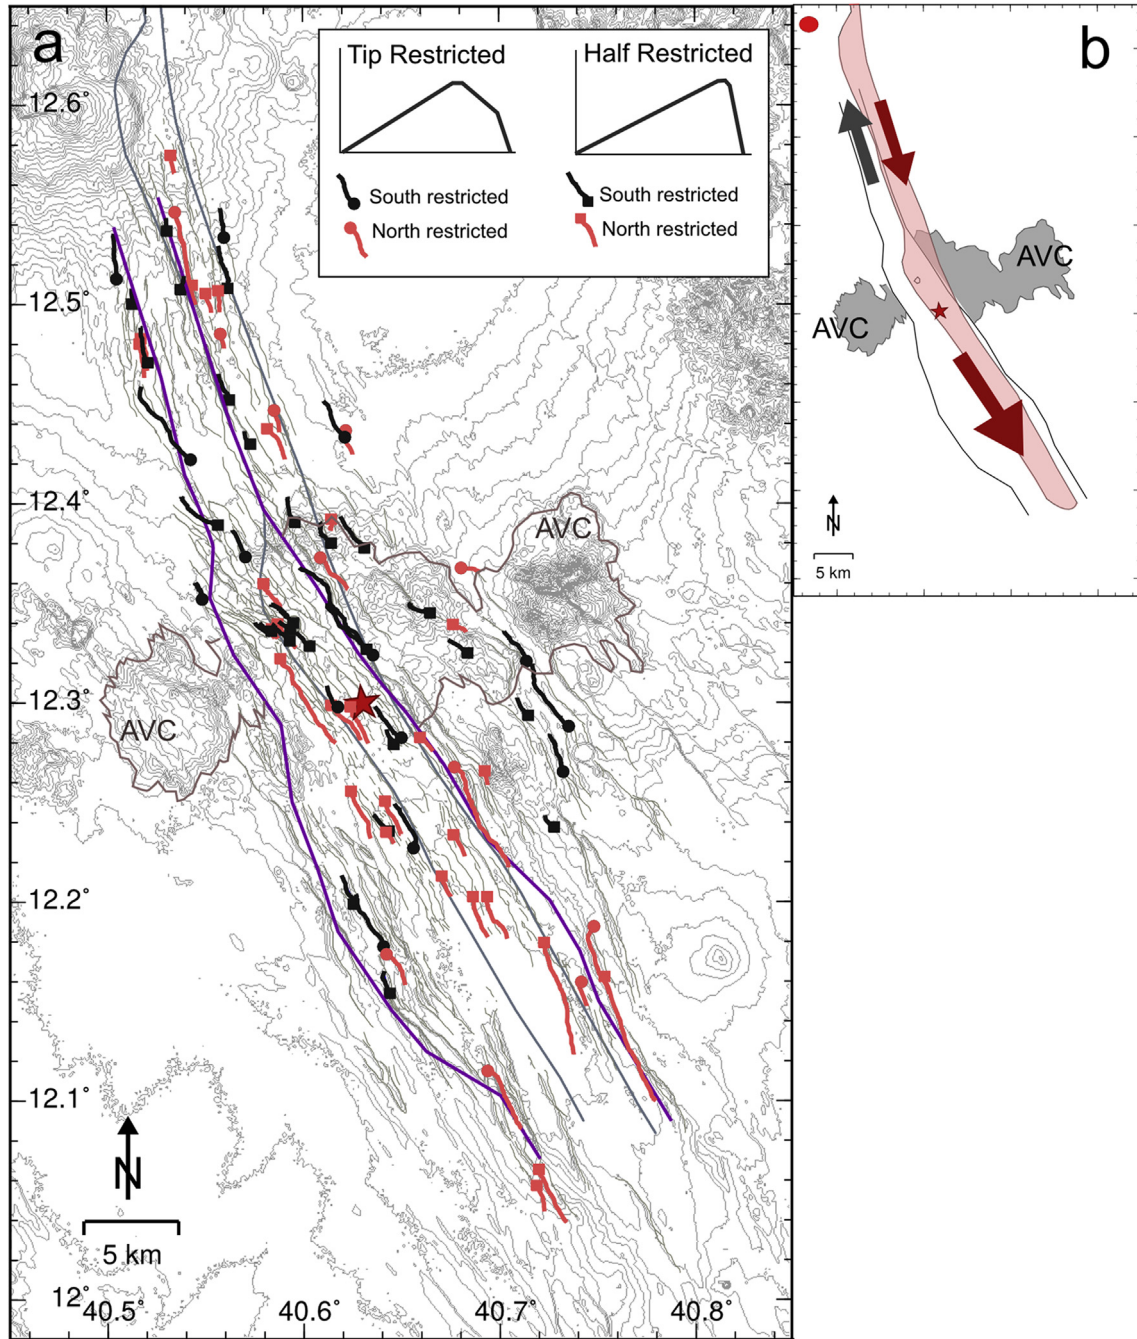 a
b
Tip Restricted
Half Restricted
South restricted
North restricted
South restricted
North restricted
12.6°
12.5°
12.4°
12.3°
12.2°
12.1°
12°
40.5°
40.6°
40.7°
40.8°
AVC
AVC
N
5 km
AVC
AVC
N
5 km